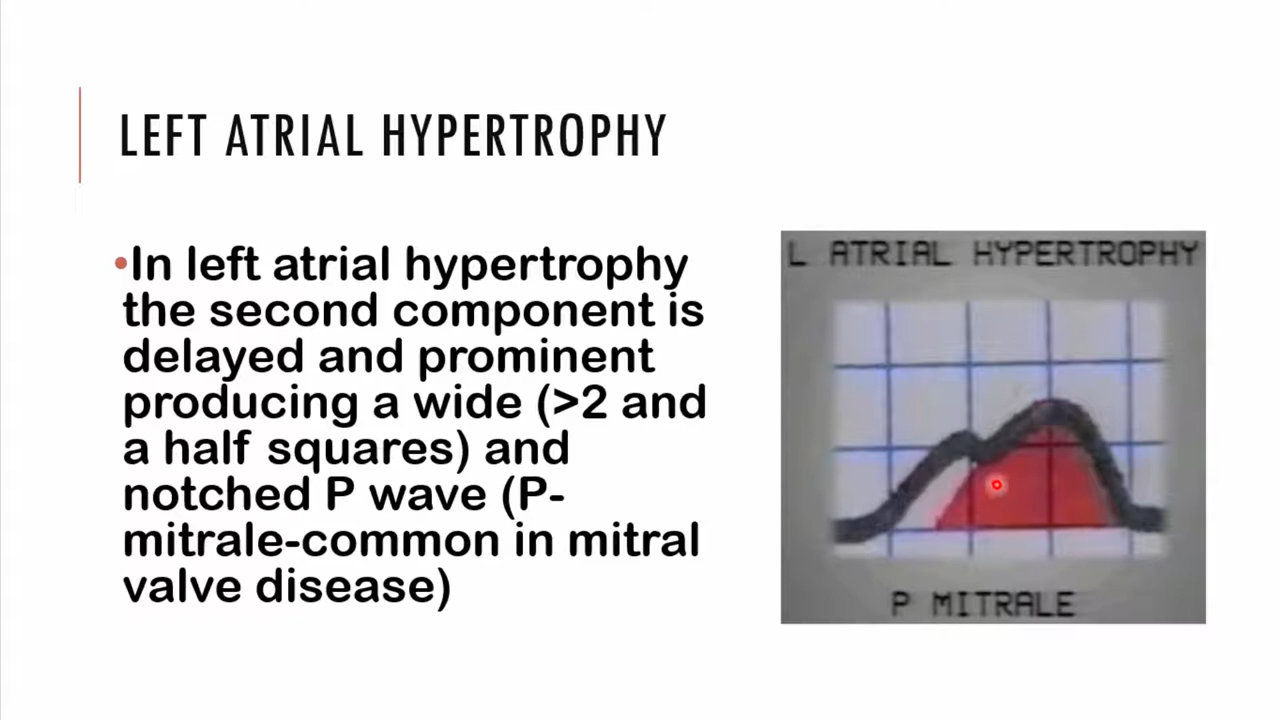 LEFT ATRIAL HYPERTROPHY
•In left atrial hypertrophy
the second component is
delayed and prominent
producing a wide (>2 and
a half squares) and
notched P wave (P-
mitrale-common in mitral
valve disease)
L ATRIAL HYPERTROPHY
P MITRALE